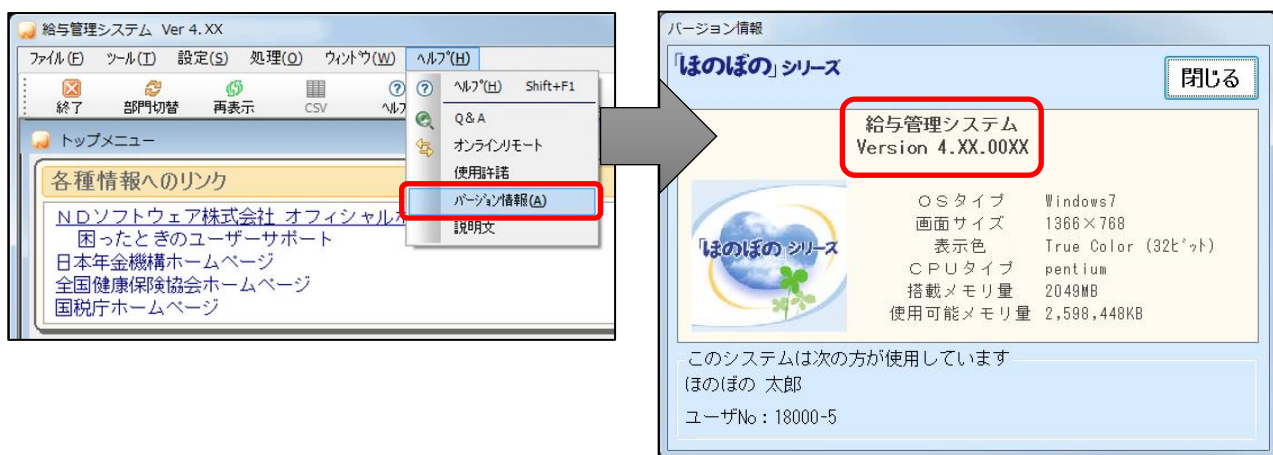 給与管理システム Ver 4.XX
ファイル(F) ツール(T) 設定(S) 処理(O) ウィンドウ(W) ヘルプ(H)
終了 部門切替 再表示 CSV ヘルプ
ヘルプ(H) Shift+F1
Q&A
オンラインリモート
使用許諾
バージョン情報(A)
説明文
トップメニュー
各種情報へのリンク
NDソフトウェア株式会社 オフィシャル
困ったときのユーザーサポート
日本年金機構ホームページ
全国健康保険協会ホームページ
国税庁ホームページ
バージョン情報
「ほのぼの」シリーズ
閉じる
給与管理システム
Version 4.XX.00XX
「ほのぼの」シリーズ
OSタイプ Windows7
画面サイズ 1366×768
表示色 True Color (32ビット)
CPUタイプ pentium
搭載メモリ量 2049MB
使用可能メモリ量 2,598,448KB
このシステムは次の方が使用しています
ほのぼの 太郎
ユーザNo：18000-5